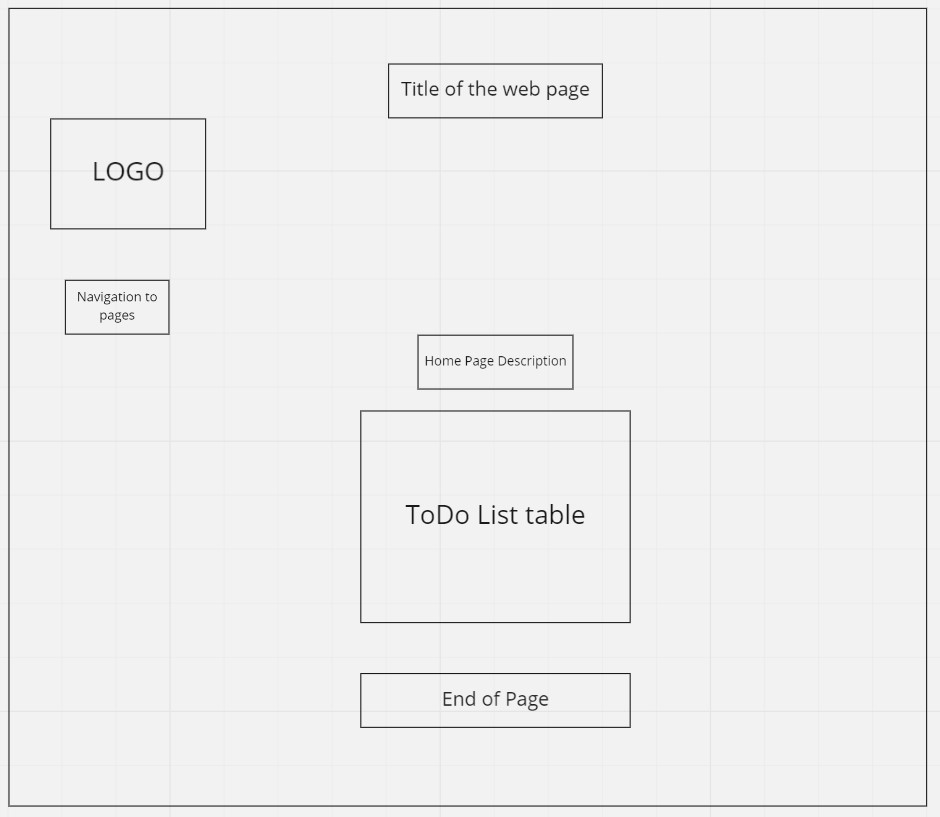 Title of the web page
LOGO
Navigation to
pages
Home Page Description
ToDo List table
End of Page